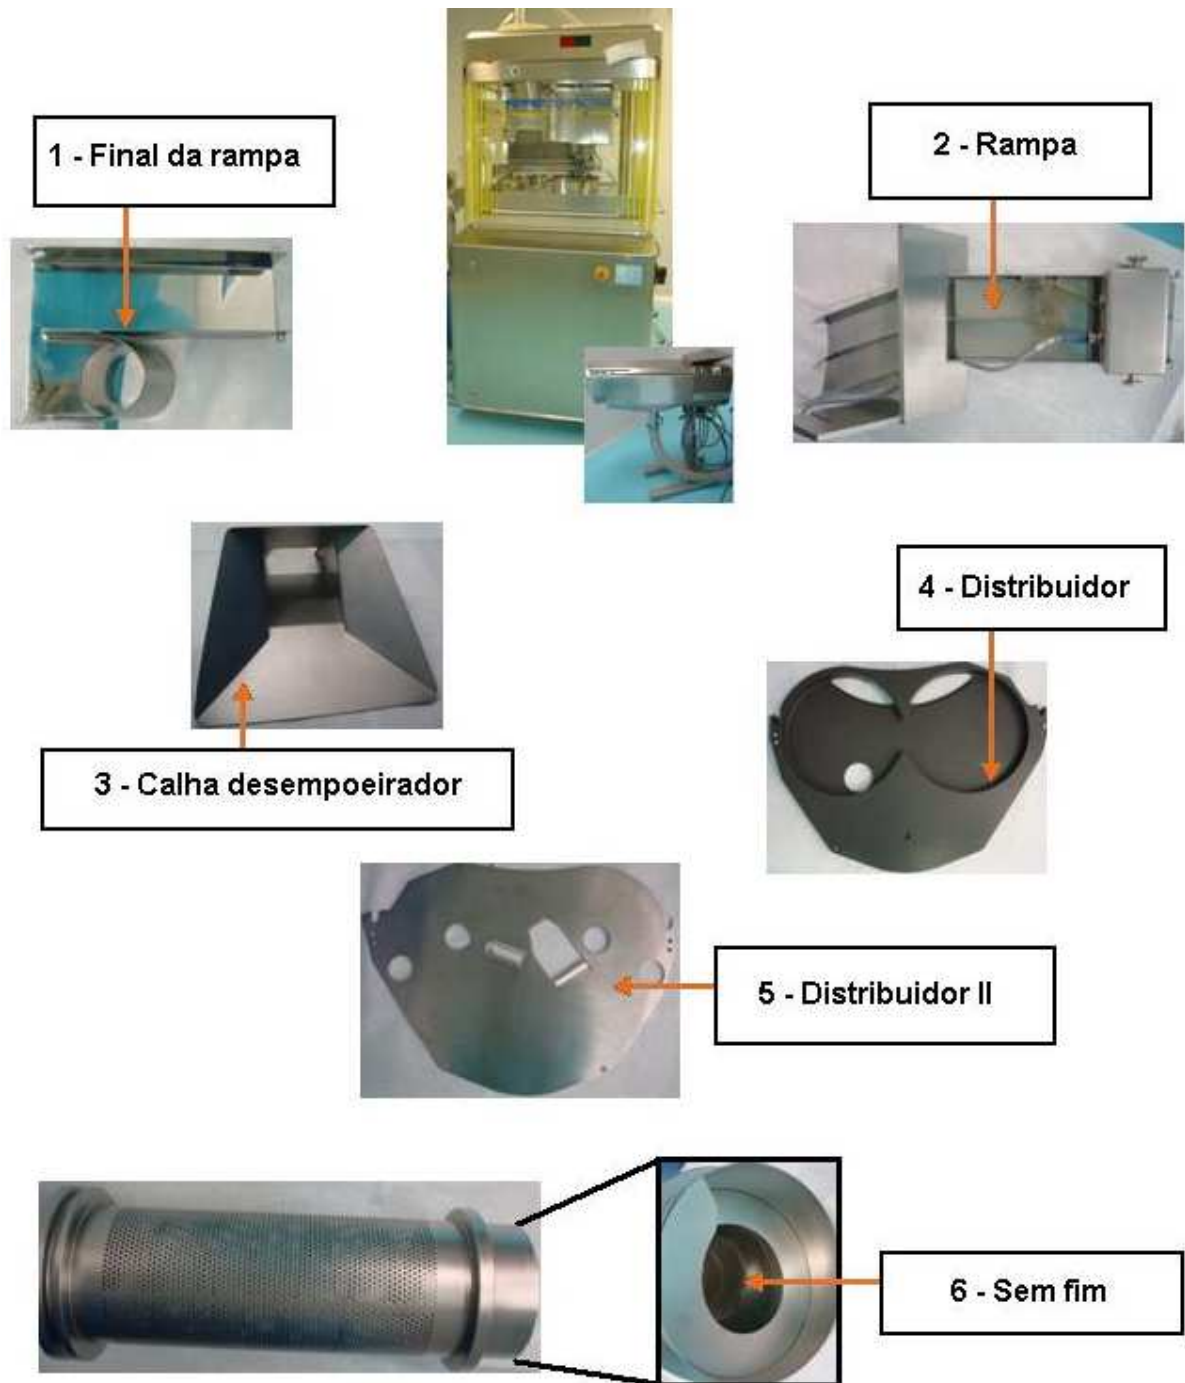 1 - Final da rampa
2 - Rampa
3 - Calha desempoeirador
4 - Distribuidor
5 - Distribuidor II
6 - Sem fim